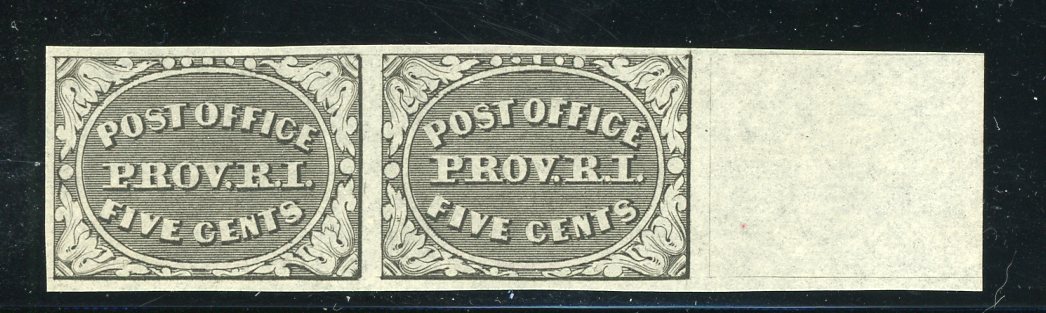 POST OFFICE
PROV. R. I.
FIVE CENTS
POST OFFICE
PROV. R. I.
FIVE CENTS